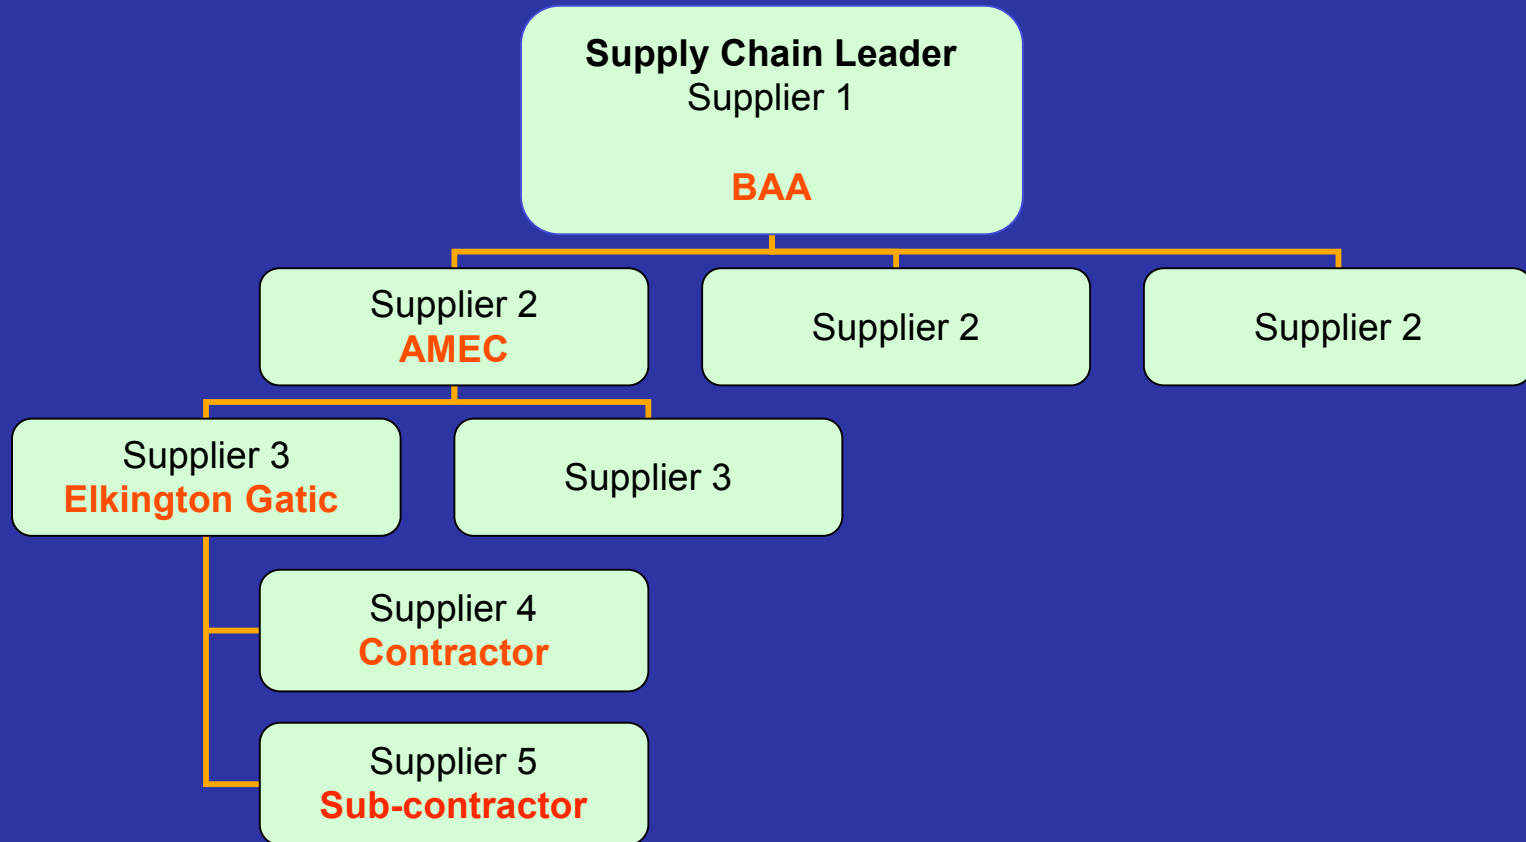 Supply Chain Leader
Supplier 1
BAA
Supplier 2
AMEC
Supplier 2
Supplier 2
Supplier 3
Elkington Gatic
Supplier 3
Supplier 4
Contractor
Supplier 5
Sub-contractor